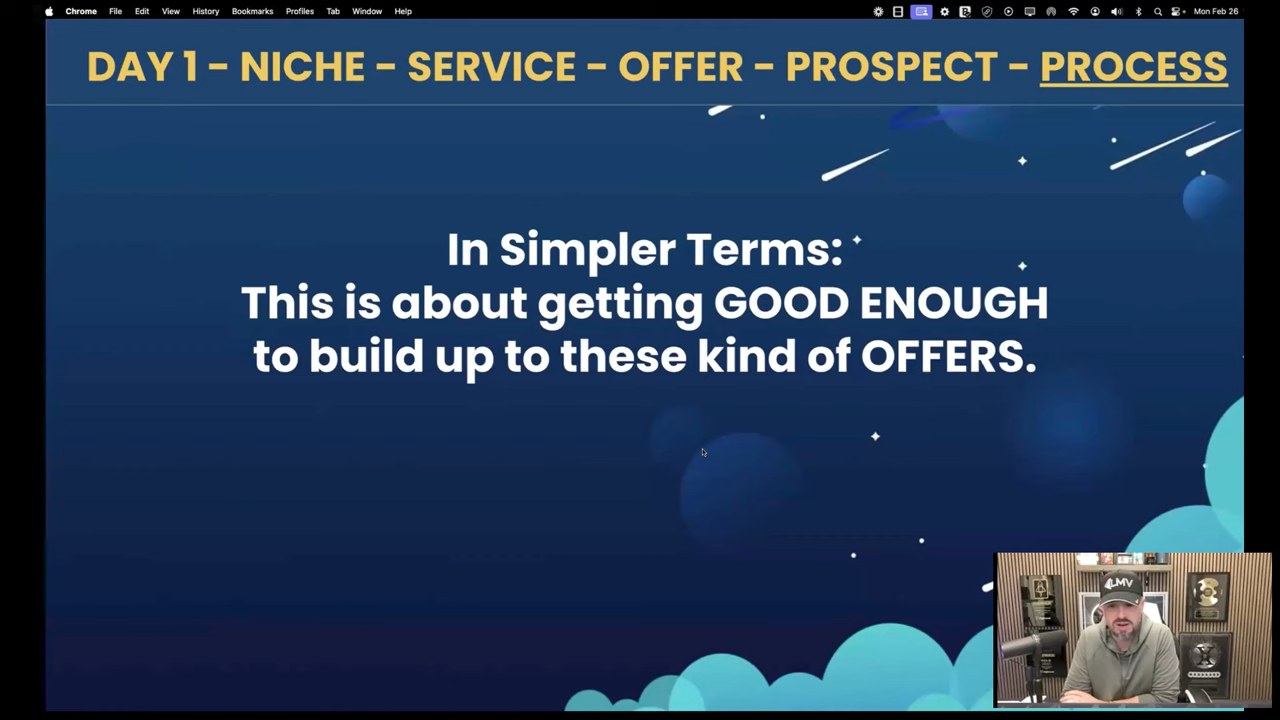 Chrome File Edit View History Bookmarks Profiles Tab Window Help Mon Feb 26
DAY 1 – NICHE – SERVICE – OFFER – PROSPECT – PROCESS
In Simpler Terms:
This is about getting GOOD ENOUGH
to build up to these kind of OFFERS.
LMV